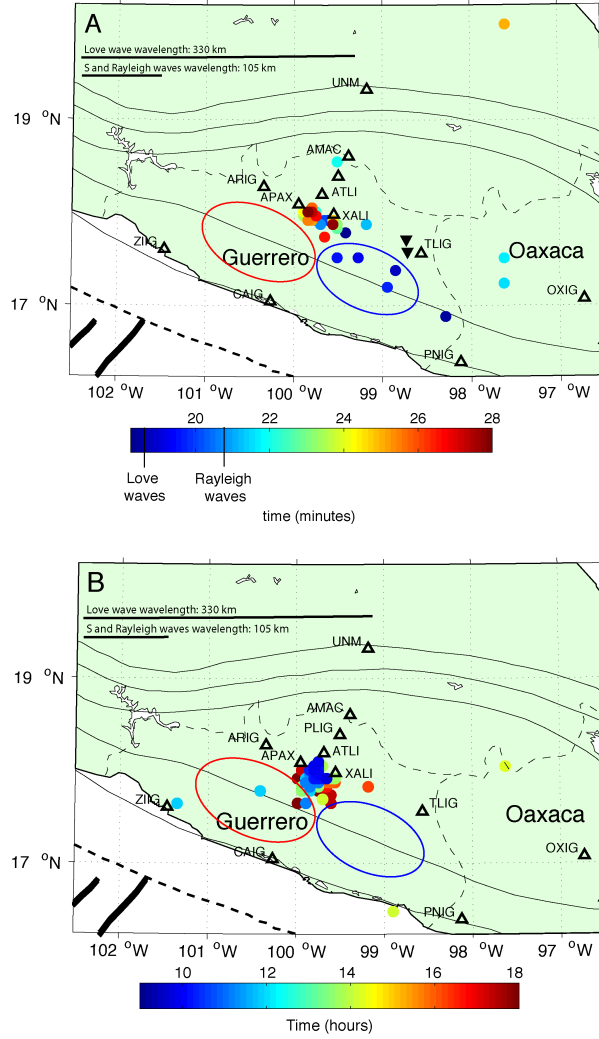 A
Love wave wavelength: 330 km
S and Rayleigh waves wavelength: 105 km
UNM
19 °N
AMAC
ARIG
ATLI
APAX
XALI
ZIIG
TLIG
Guerrero
Oaxaca
CAIG
OXIG
17 °N
PNIG
102 °W 101 °W 100 °W 99 °W 98 °W 97 °W
20 22 24 26 28
Love waves
Rayleigh waves
time (minutes)
B
Love wave wavelength: 330 km
S and Rayleigh waves wavelength: 105 km
UNM
19 °N
AMAC
PLIG
ARIG
ATLI
APAX
XALI
ZIIG
TLIG
Guerrero
Oaxaca
CAIG
OXIG
17 °N
PNIG
102 °W 101 °W 100 °W 99 °W 98 °W 97 °W
10 12 14 16 18
Time (hours)